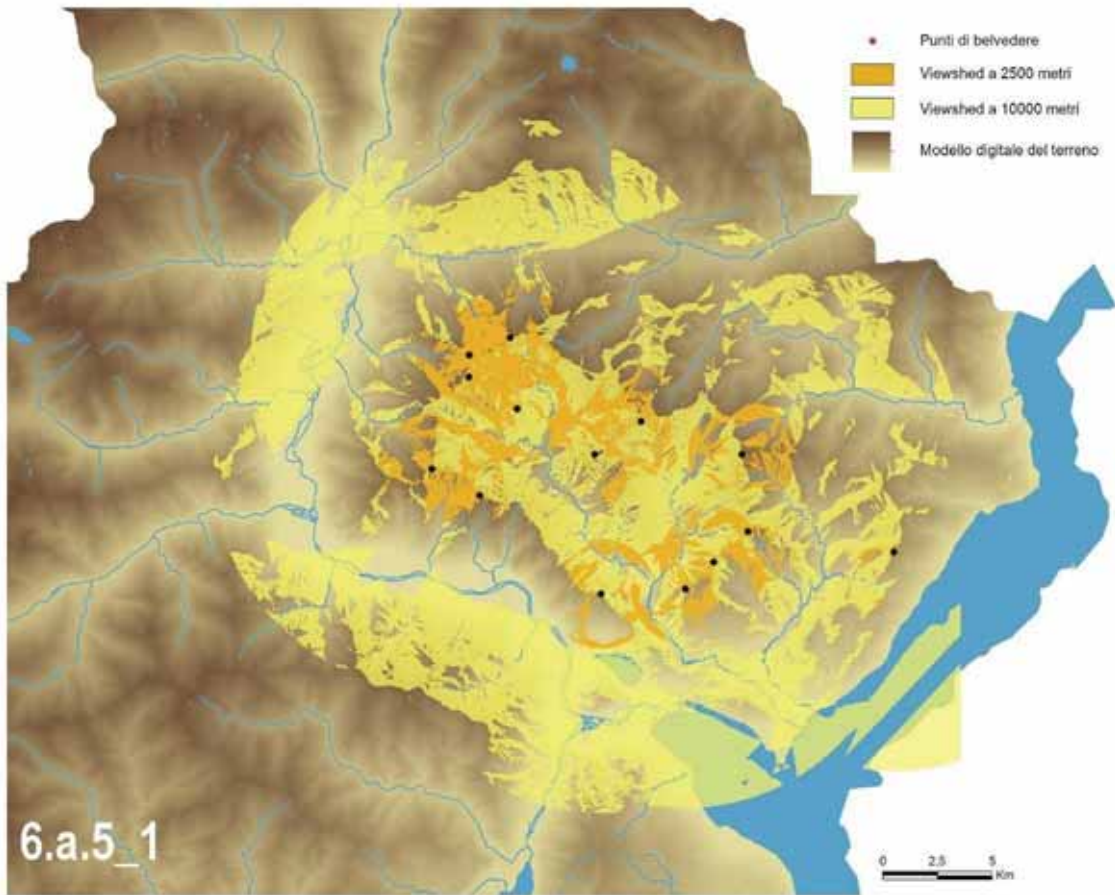 Punti di belvedere
Viewshed a 2500 metri
Viewshed a 10000 metri
Modello digitale del terreno
6.a.5_1
0 2,5 5
Km